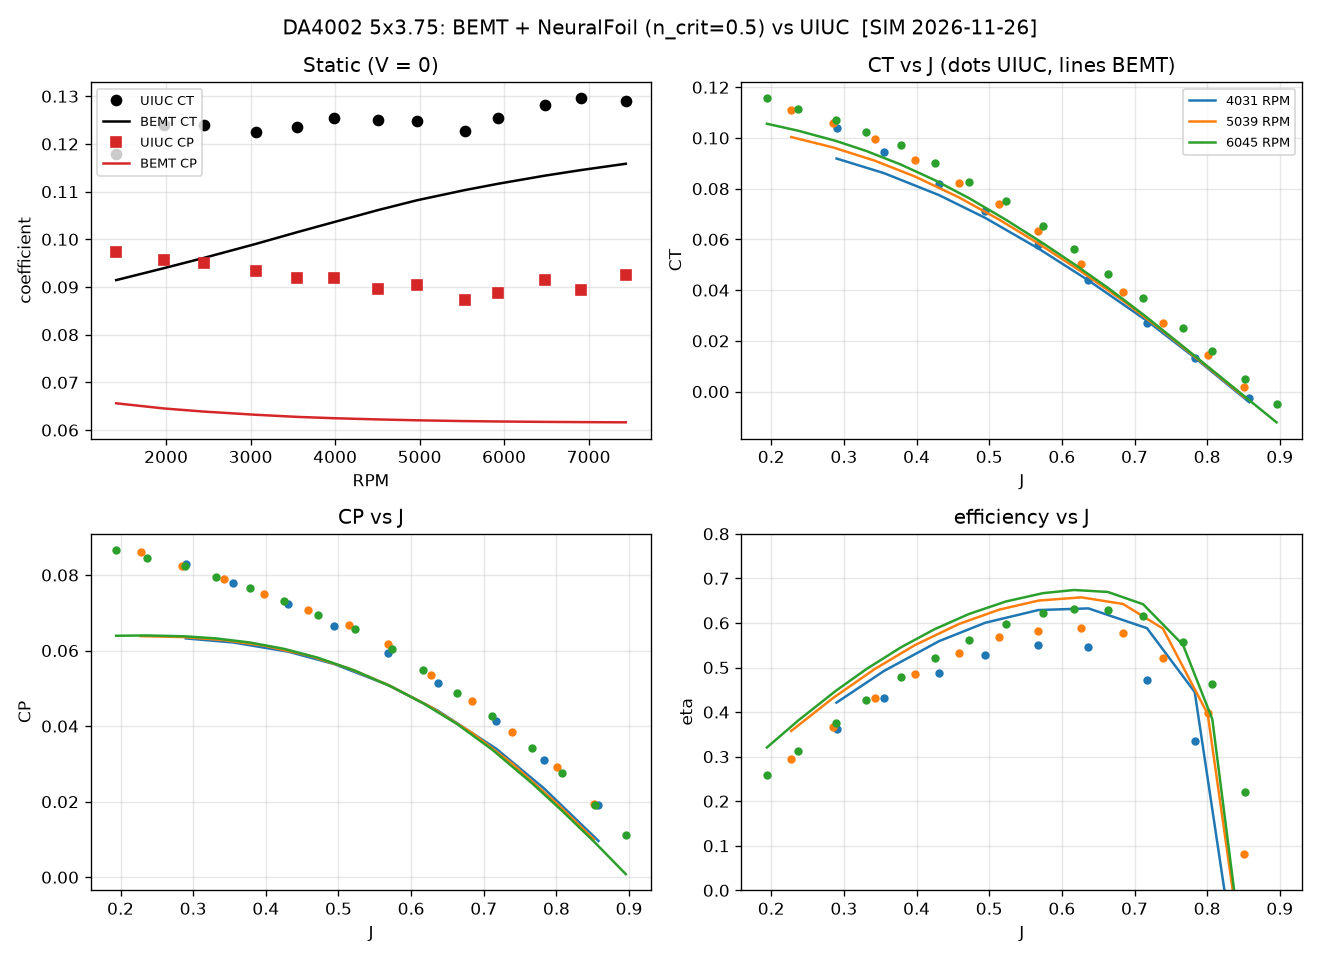 DA4002 5x3.75: BEMT + NeuralFoil (n_crit=0.5) vs UIUC [SIM 2026-11-26]
Static (V = 0)
0.13
0.12
0.11
0.10
0.09
0.08
0.07
0.06
coefficient
UIUC CT
BEMT CT
UIUC CP
BEMT CP
2000 3000 4000 5000 6000 7000
RPM
CT vs J (dots UIUC, lines BEMT)
0.12
0.10
0.08
0.06
0.04
0.02
0.00
CT
4031 RPM
5039 RPM
6045 RPM
0.2 0.3 0.4 0.5 0.6 0.7 0.8 0.9
J
CP vs J
0.08
0.06
0.04
0.02
0.00
CP
0.2 0.3 0.4 0.5 0.6 0.7 0.8 0.9
J
efficiency vs J
0.8
0.7
0.6
0.5
0.4
0.3
0.2
0.1
0.0
eta
0.2 0.3 0.4 0.5 0.6 0.7 0.8 0.9
J